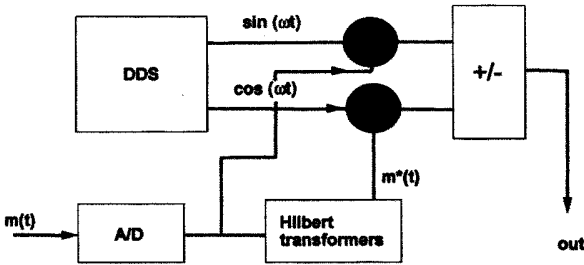 sin (ωt)
DDS
+/-
cos (ωt)
m*(t)
m(t)
A/D
Hilbert
transformers
out